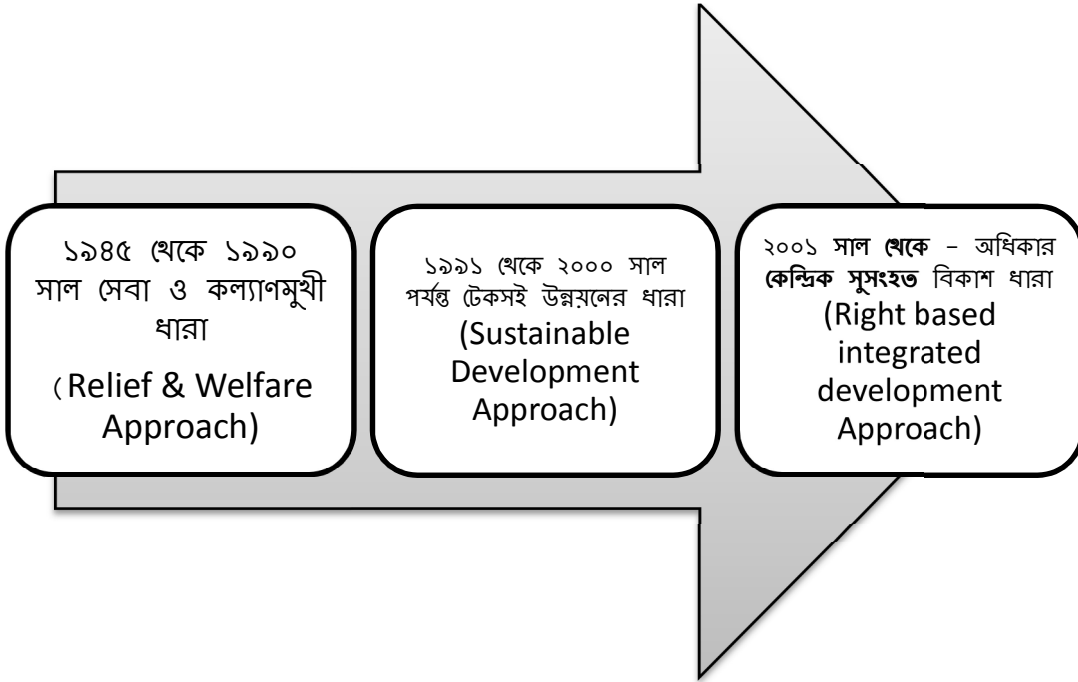 ১৯৪৫ থেকে ১৯৯০
সাল সেবা ও কল্যাণমুখী
ধারা
(Relief & Welfare
Approach)
১৯৯১ থেকে ২০০০ সাল
পর্যন্ত টেকসই উন্নয়নের ধারা
(Sustainable
Development
Approach)
২০০১ সাল থেকে – অধিকার
কেন্দ্রিক সুসংহত বিকাশ ধারা
(Right based
integrated
development
Approach)